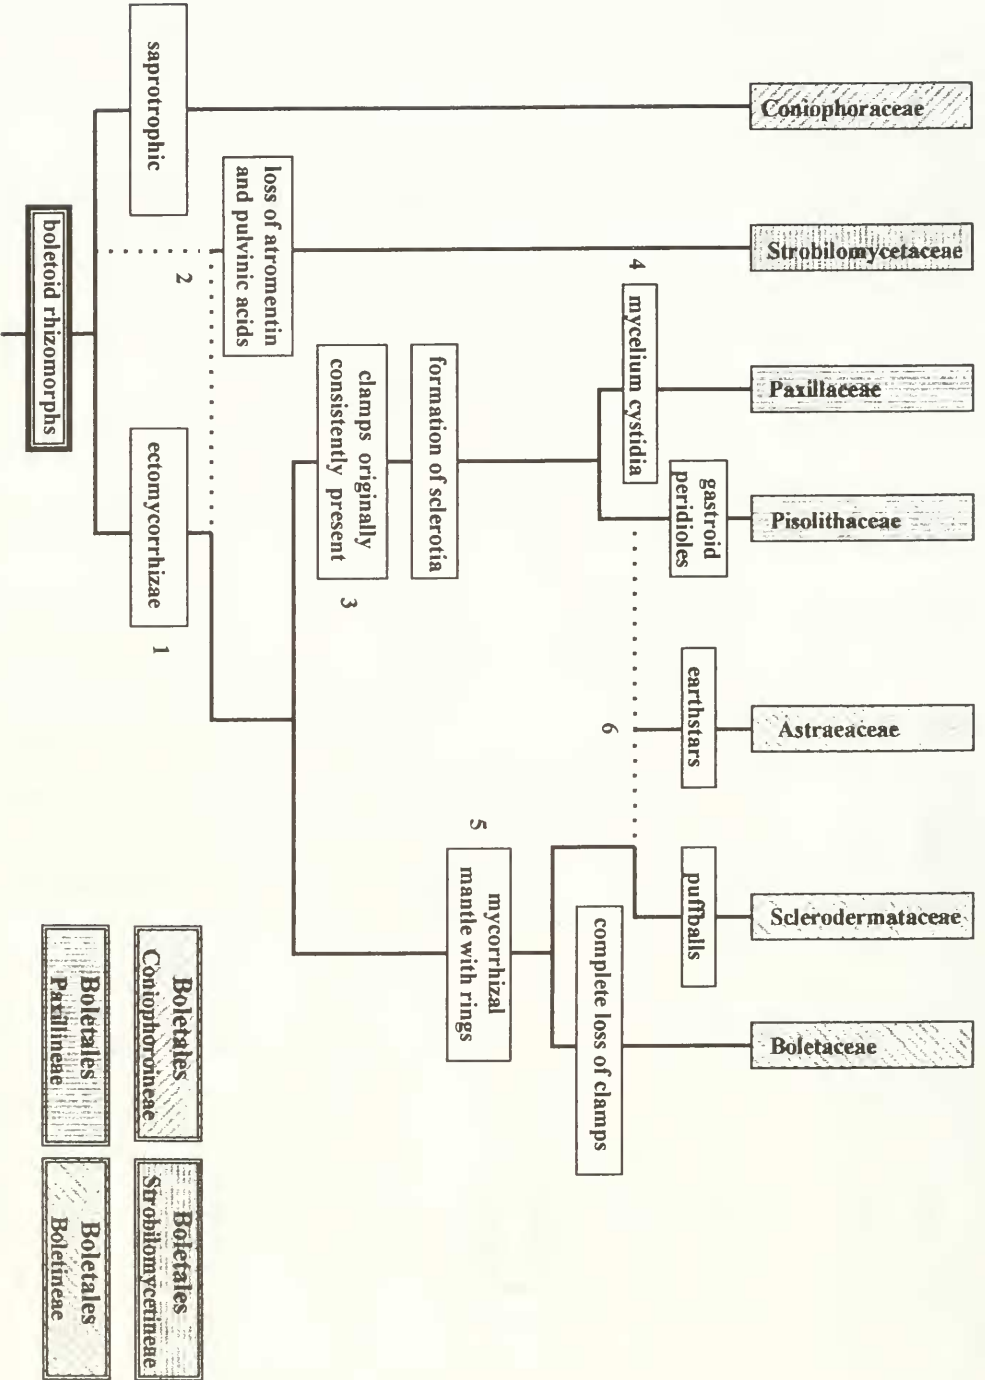 Coniophoraceae
Strobilomycetaceae
Paxillaceae
Pisolithaceae
Astraeaceae
Sclerodermataceae
Boletaceae
gastroid
peridioles
earthstars
puffballs
4
mycelium cystidia
6
complete loss of clamps
formation of sclerotia
5
mycorrhizal
mantle with rings
clamps originally
consistently present
3
loss of atromentin
and pulvinic acids
2
saprotrophic
ectomycorrhizae
1
boletoid rhizomorphs
Boletales
Coniophoroineae
Boletales
Strobilomycetineae
Boletales
Paxillineae
Boletales
Boletineae